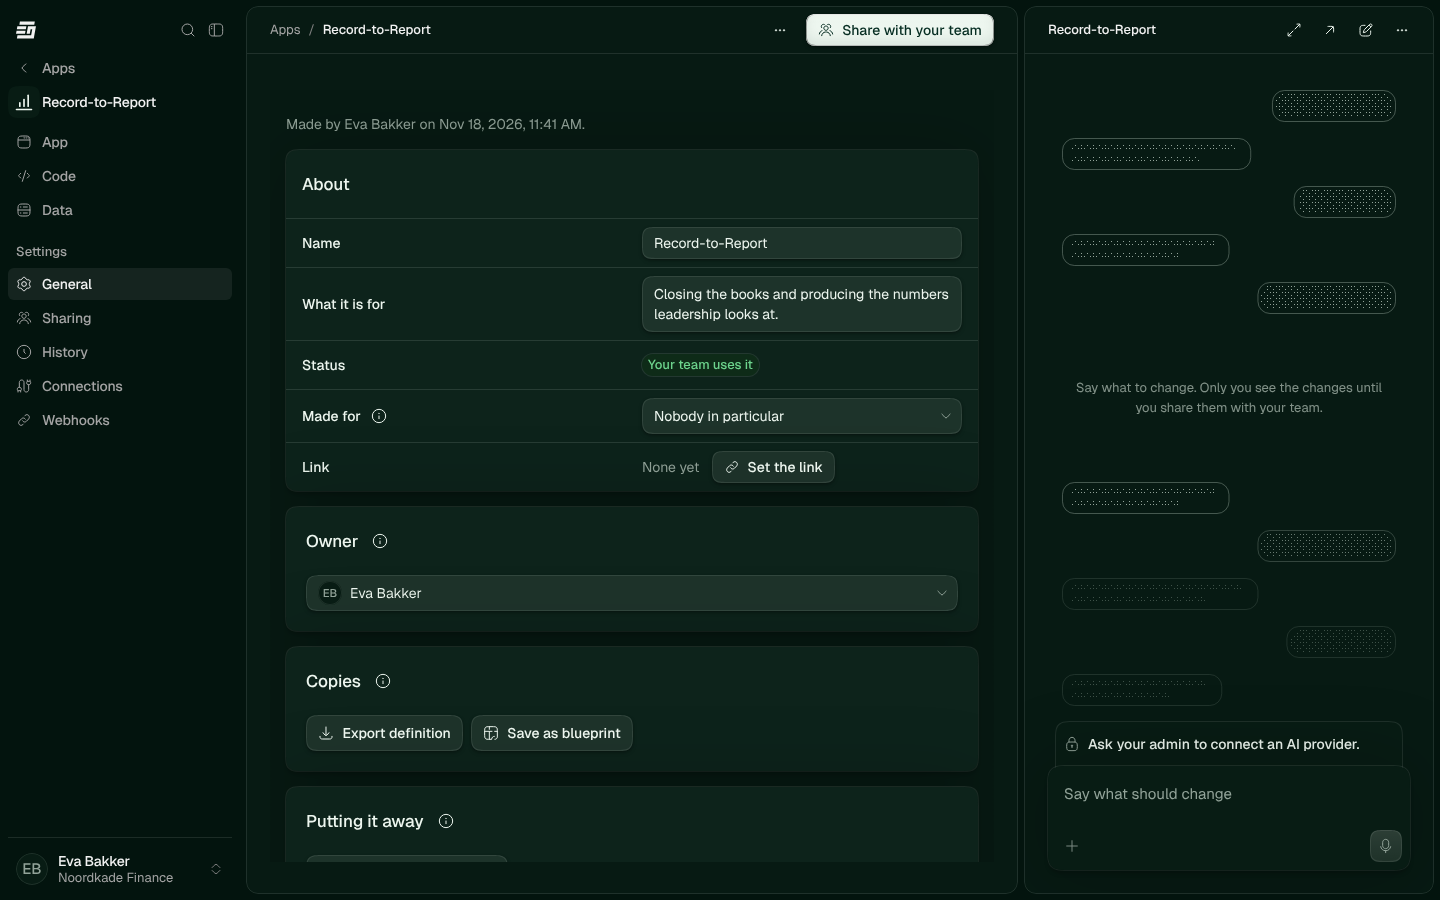 Apps / Record-to-Report
Share with your team
Record-to-Report
Apps
Record-to-Report
App
Code
Data
Settings
General
Sharing
History
Connections
Webhooks
Eva Bakker
Noordkade Finance
EB
Made by Eva Bakker on Nov 18, 2026, 11:41 AM.
About
Name
Record-to-Report
What it is for
Closing the books and producing the numbers
leadership looks at.
Status
Your team uses it
Made for
Nobody in particular
Link
None yet
Set the link
Owner
EB
Eva Bakker
Copies
Export definition
Save as blueprint
Putting it away
Say what to change. Only you see the changes until
you share them with your team.
Ask your admin to connect an AI provider.
Say what should change